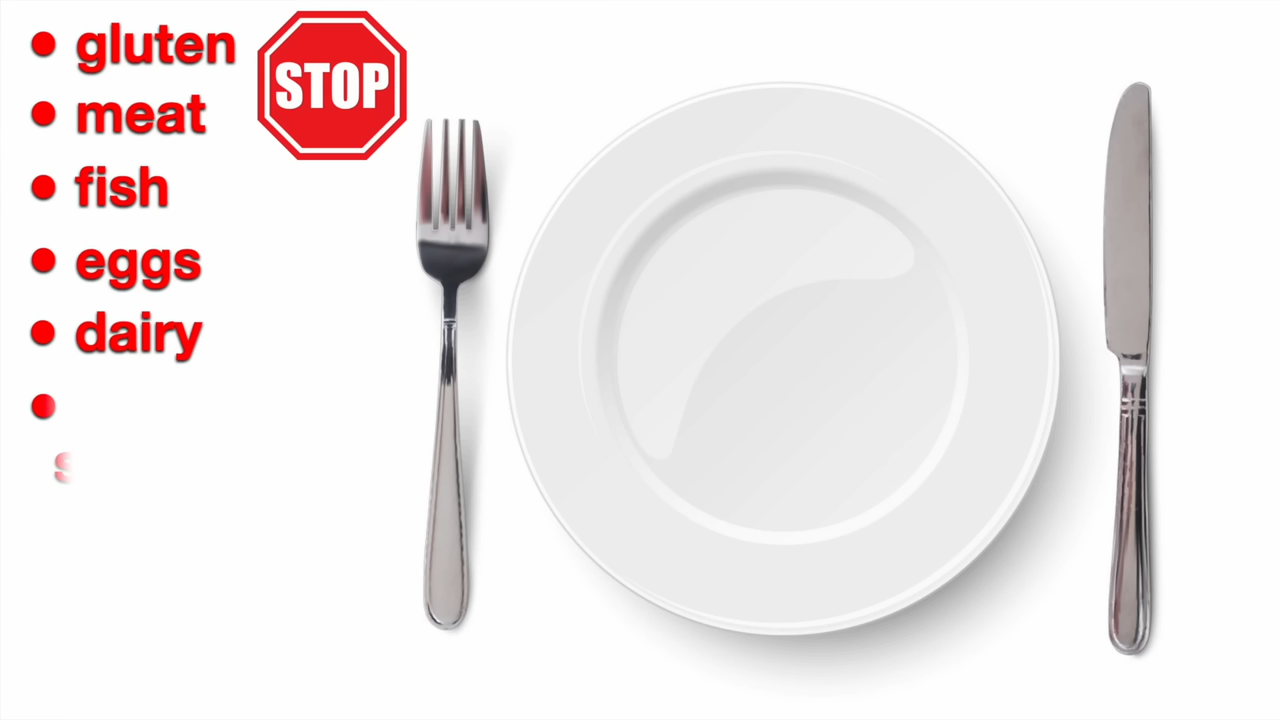 • gluten
STOP
• meat
• fish
• eggs
• dairy
•